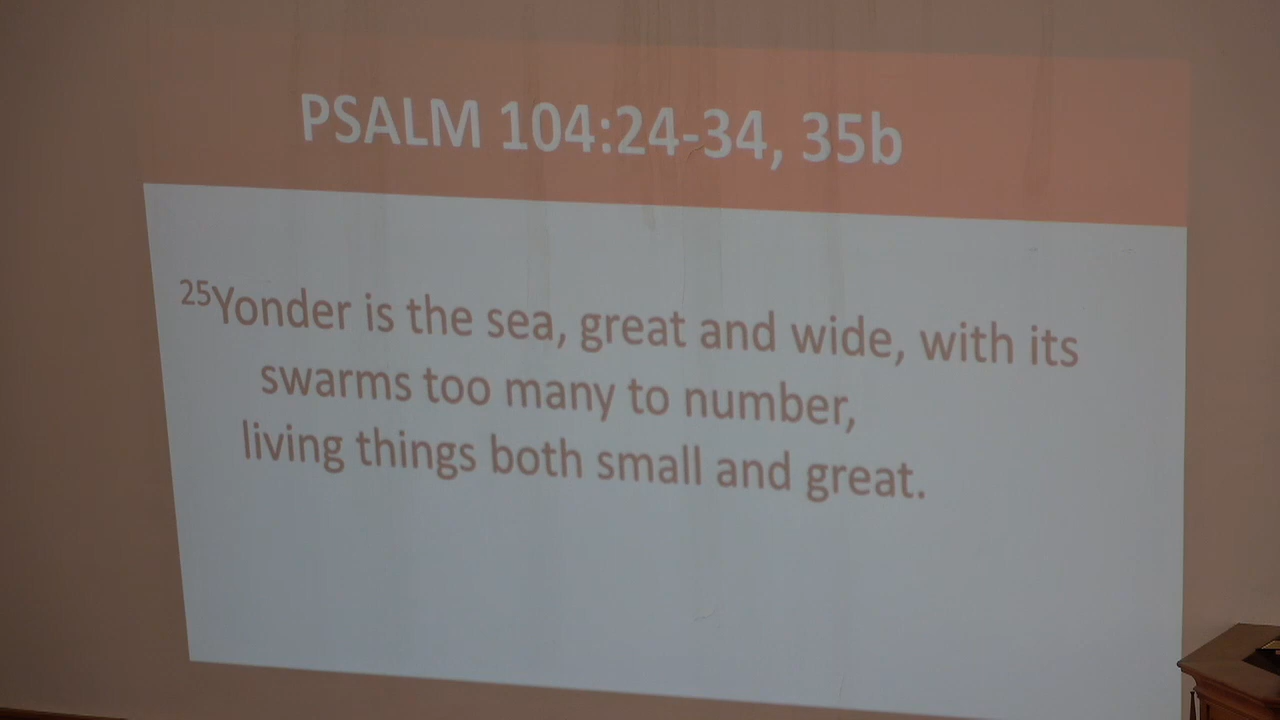 PSALM 104:24-34, 35b
25Yonder is the sea, great and wide, with its
swarms too many to number,
living things both small and great.